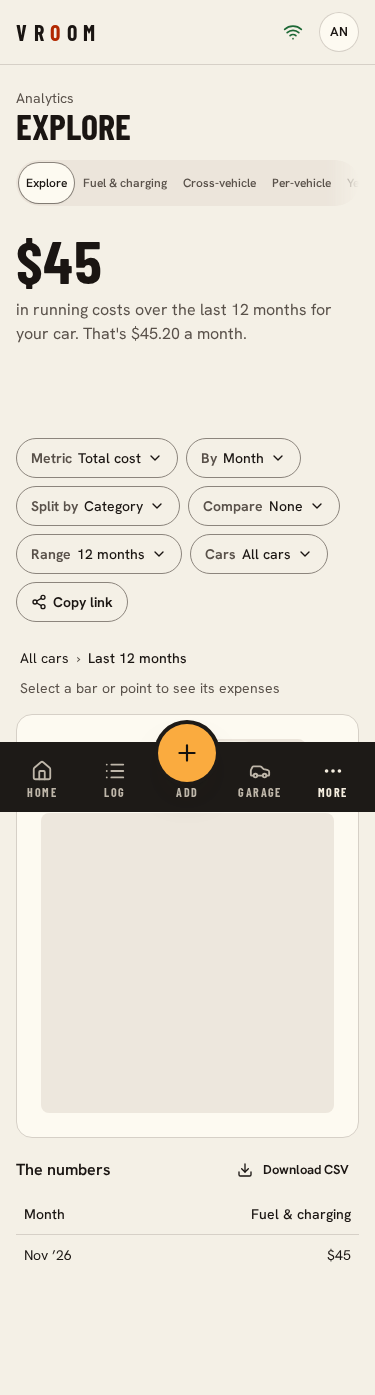 VROOM
AN
Analytics
EXPLORE
Explore Fuel & charging Cross-vehicle Per-vehicle
$45
in running costs over the last 12 months for
your car. That's $45.20 a month.
Metric Total cost By Month
Split by Category Compare None
Range 12 months Cars All cars
Copy link
All cars › Last 12 months
Select a bar or point to see its expenses
HOME LOG ADD GARAGE MORE
The numbers Download CSV
Month Fuel & charging
Nov ’26 $45